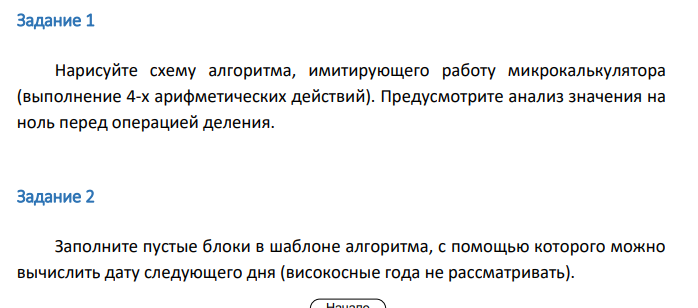 Задание 1
Нарисуйте схему алгоритма, имитирующего работу микрокалькулятора
(выполнение 4-х арифметических действий). Предусмотрите анализ значения на
ноль перед операцией деления.
Задание 2
Заполните пустые блоки в шаблоне алгоритма, с помощью которого можно
вычислить дату следующего дня (високосные года не рассматривать).
Начало